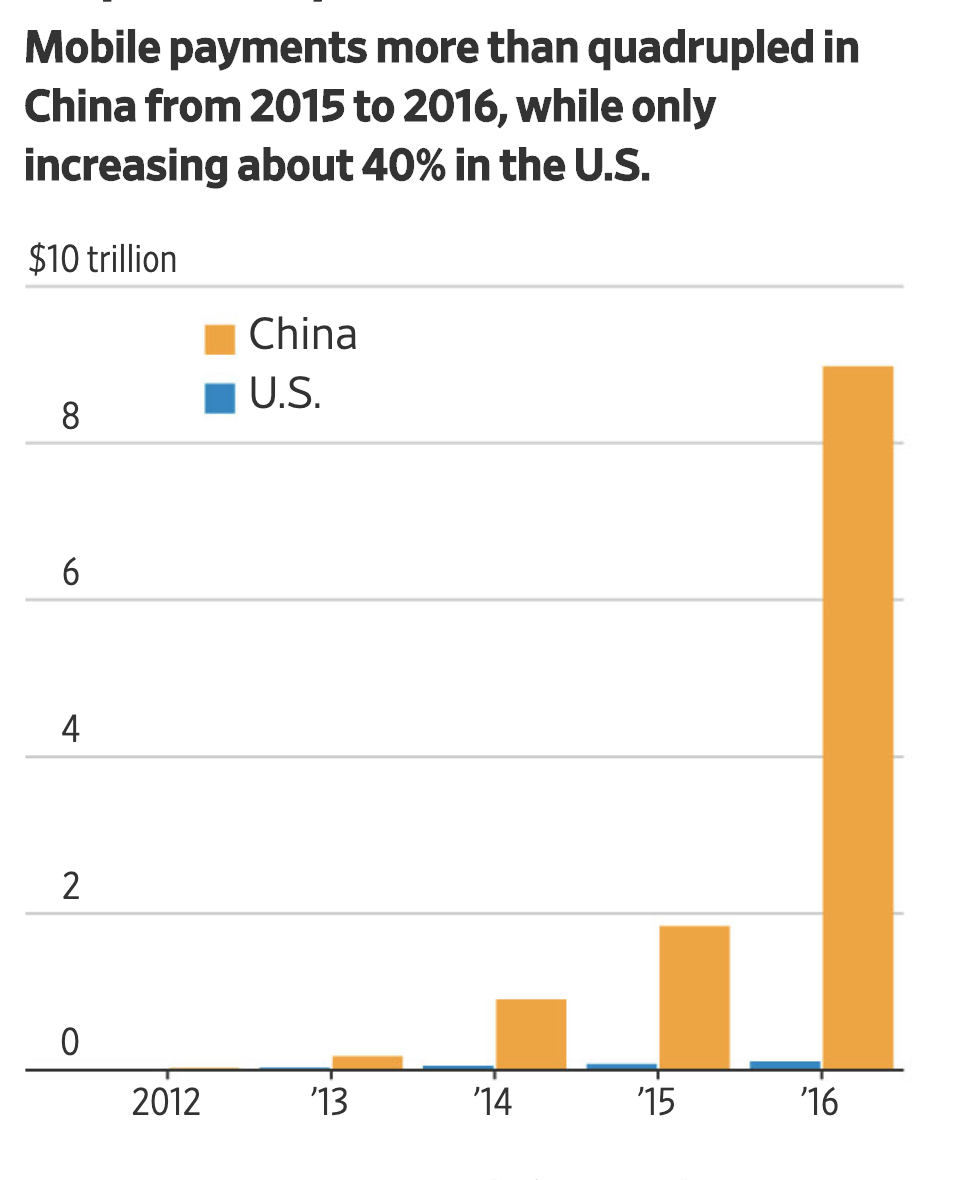 Mobile payments more than quadrupled in
China from 2015 to 2016, while only
increasing about 40% in the U.S.
$10 trillion
China
U.S.
8
6
4
2
0
2012 ’13 ’14 ’15 ’16